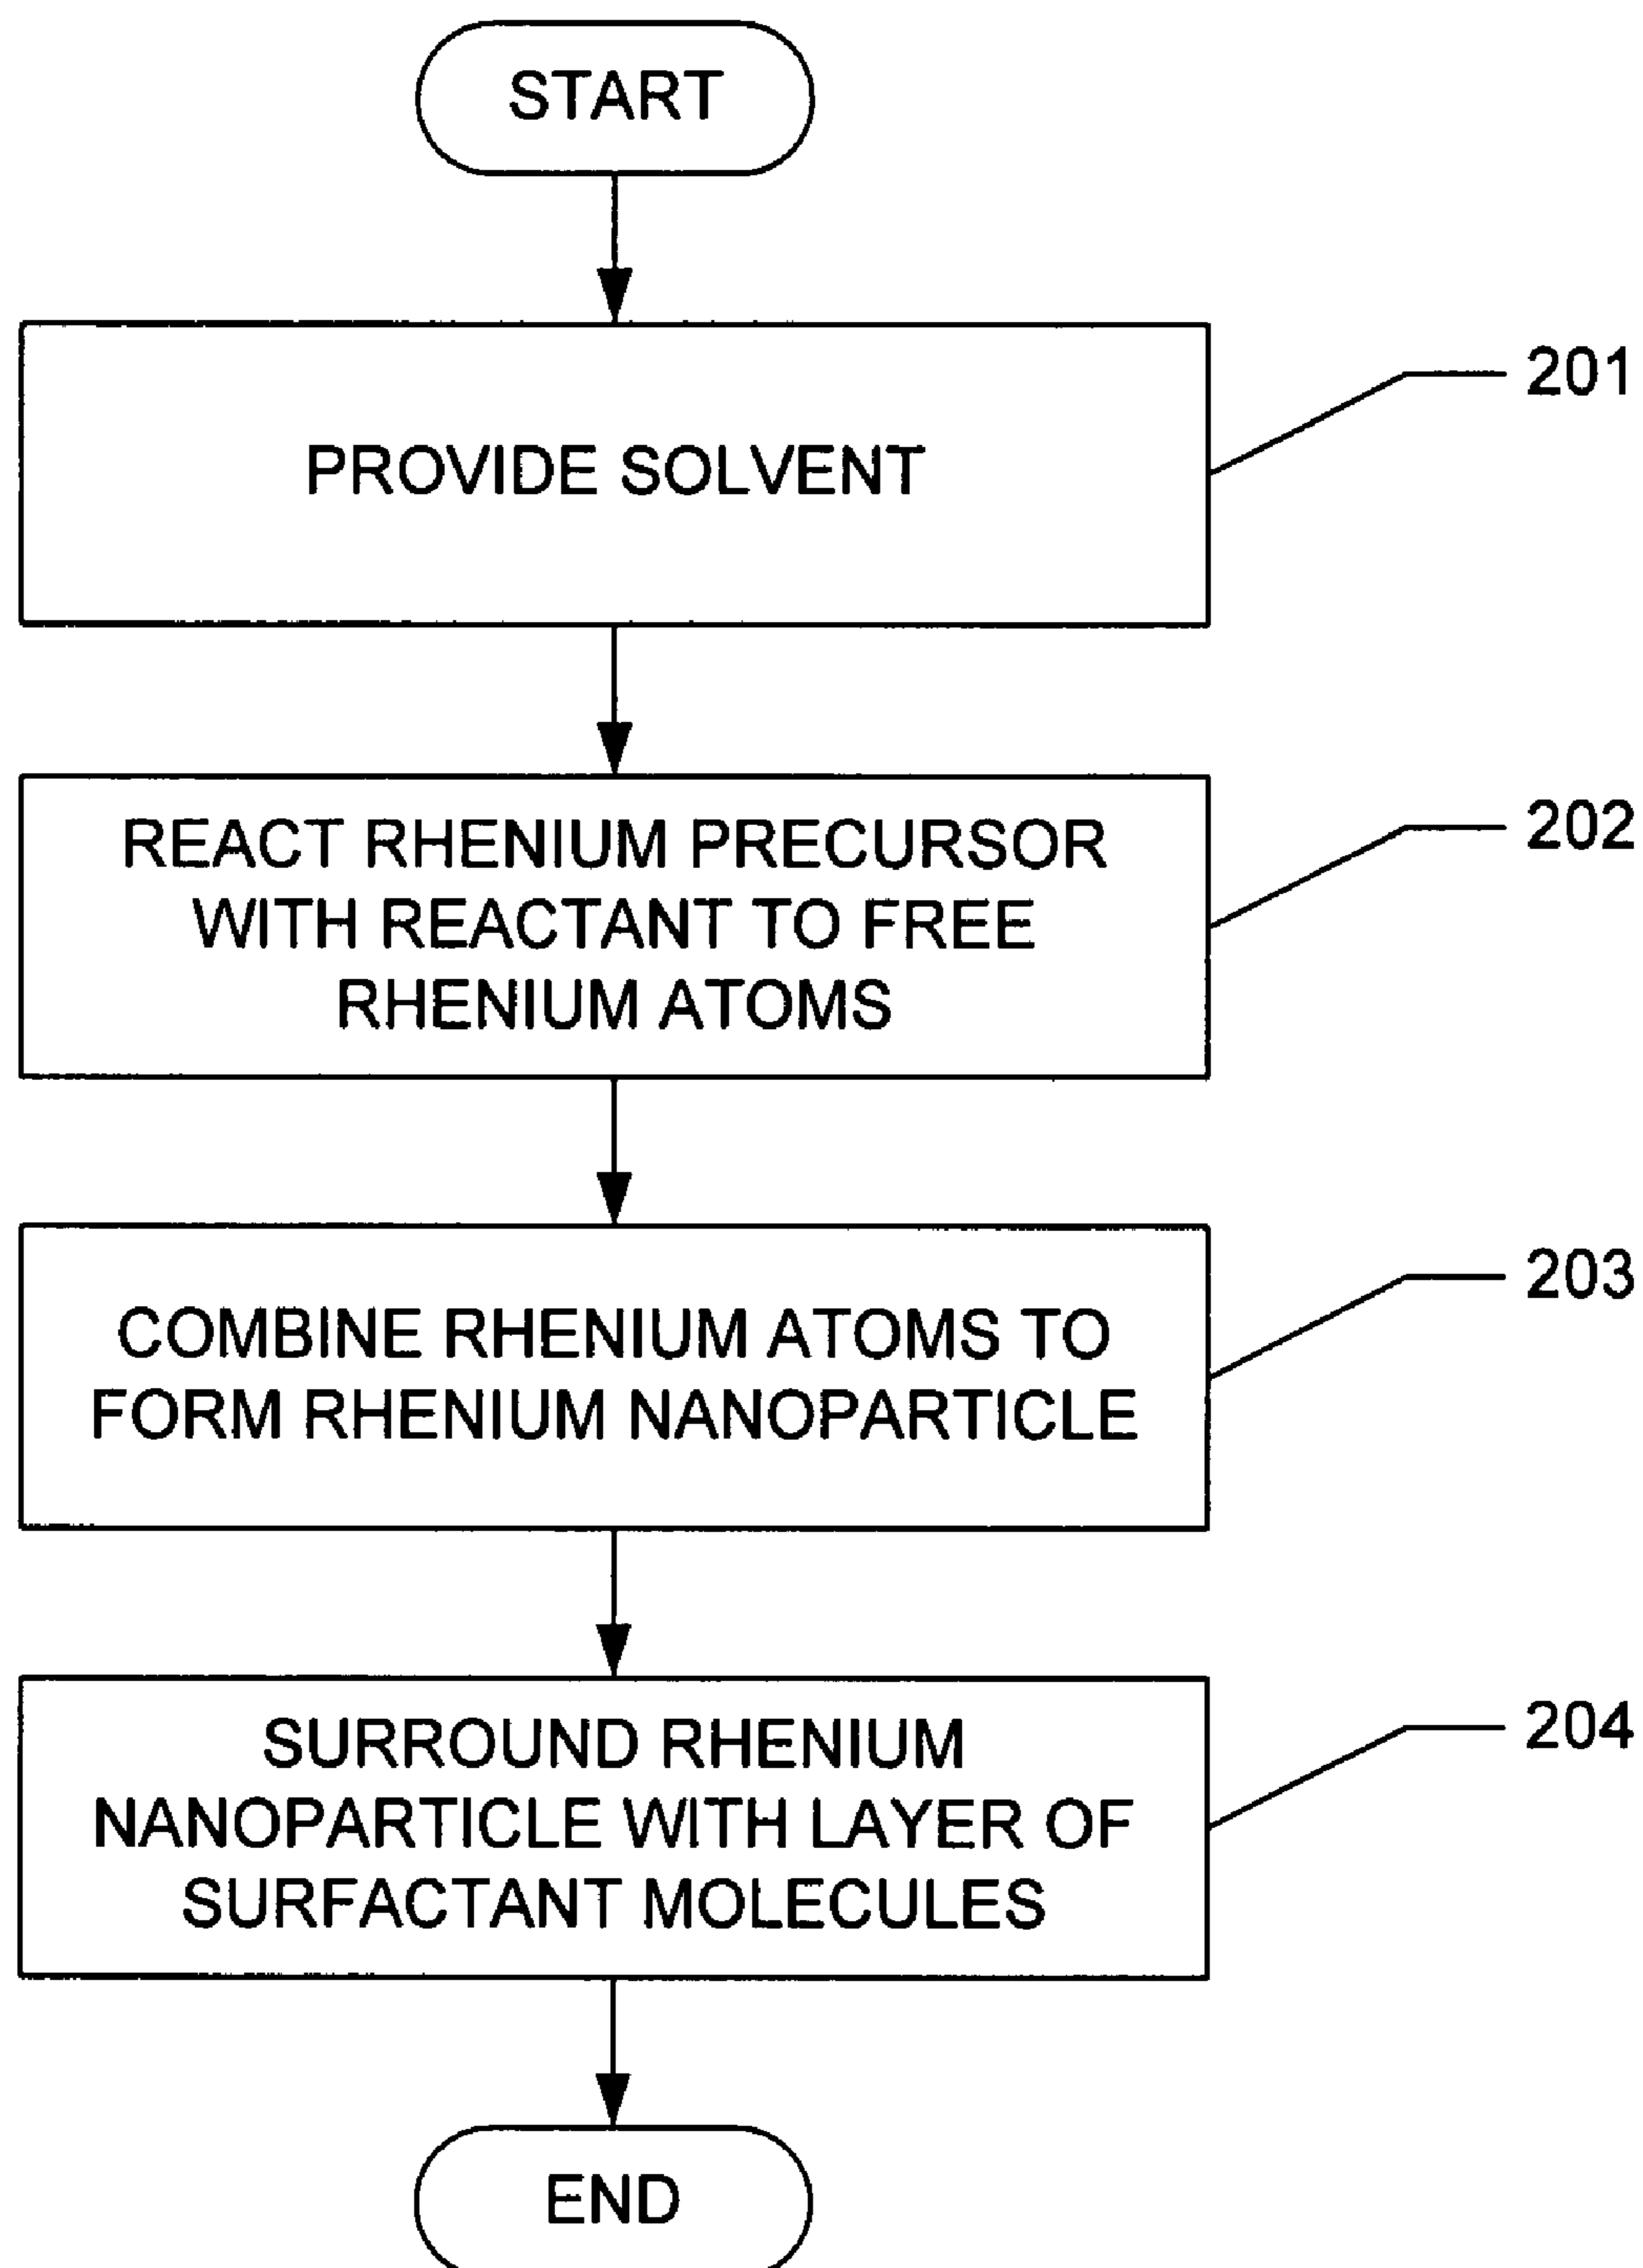 START
PROVIDE SOLVENT
201
REACT RHENIUM PRECURSOR
WITH REACTANT TO FREE
RHENIUM ATOMS
202
COMBINE RHENIUM ATOMS TO
FORM RHENIUM NANOPARTICLE
203
SURROUND RHENIUM
NANOPARTICLE WITH LAYER OF
SURFACTANT MOLECULES
204
END